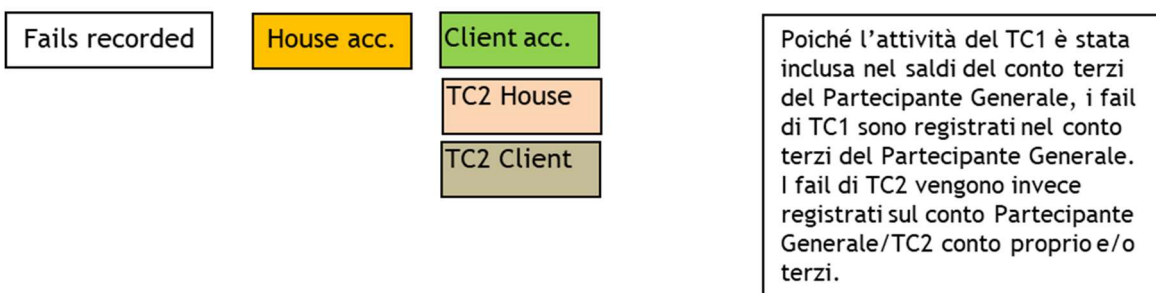 Fails recorded
House acc.
Client acc.
TC2 House
TC2 Client
Poiché l'attività del TC1 è stata
inclusa nel saldi del conto terzi
del Partecipante Generale, i fail
di TC1 sono registrati nel conto
terzi del Partecipante Generale.
I fail di TC2 vengono invece
registrati sul conto Partecipante
Generale/TC2 conto proprio e/o
terzi.